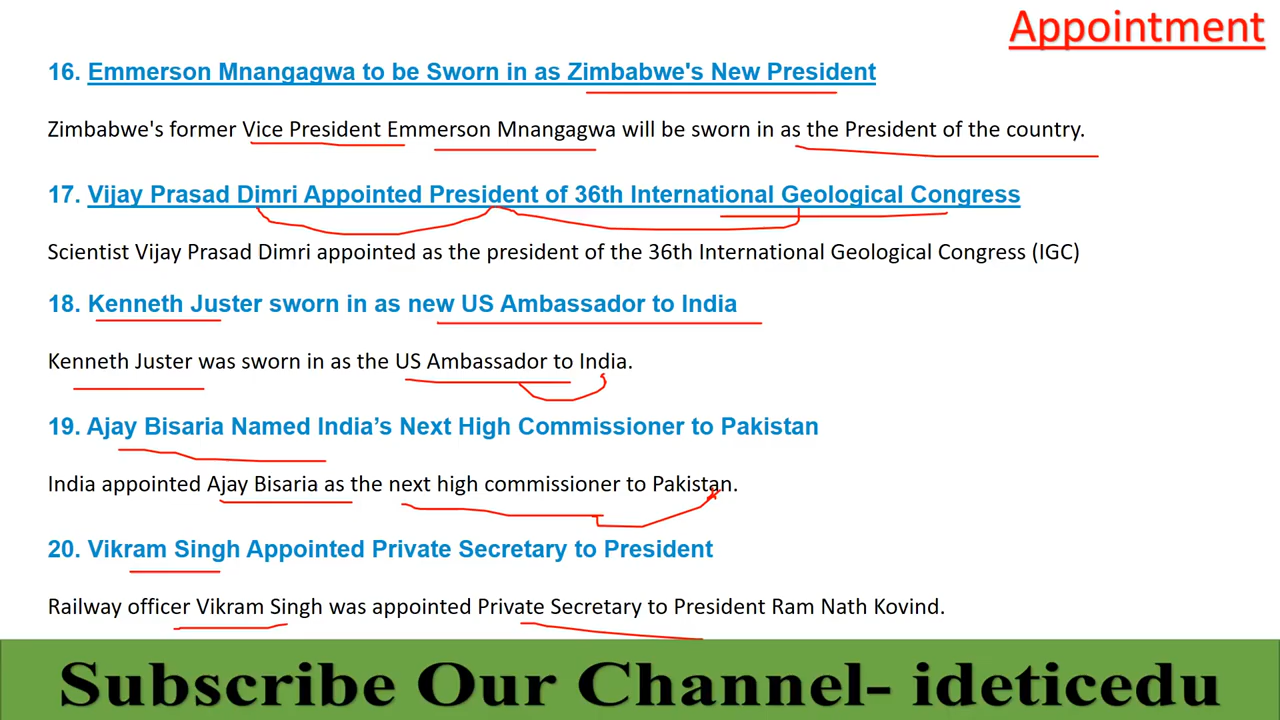 Appointment
16. Emmerson Mnangagwa to be Sworn in as Zimbabwe's New President
Zimbabwe's former Vice President Emmerson Mnangagwa will be sworn in as the President of the country.
17. Vijay Prasad Dimri Appointed President of 36th International Geological Congress
Scientist Vijay Prasad Dimri appointed as the president of the 36th International Geological Congress (IGC)
18. Kenneth Juster sworn in as new US Ambassador to India
Kenneth Juster was sworn in as the US Ambassador to India.
19. Ajay Bisaria Named India’s Next High Commissioner to Pakistan
India appointed Ajay Bisaria as the next high commissioner to Pakistan.
20. Vikram Singh Appointed Private Secretary to President
Railway officer Vikram Singh was appointed Private Secretary to President Ram Nath Kovind.
Subscribe Our Channel- ideticedu